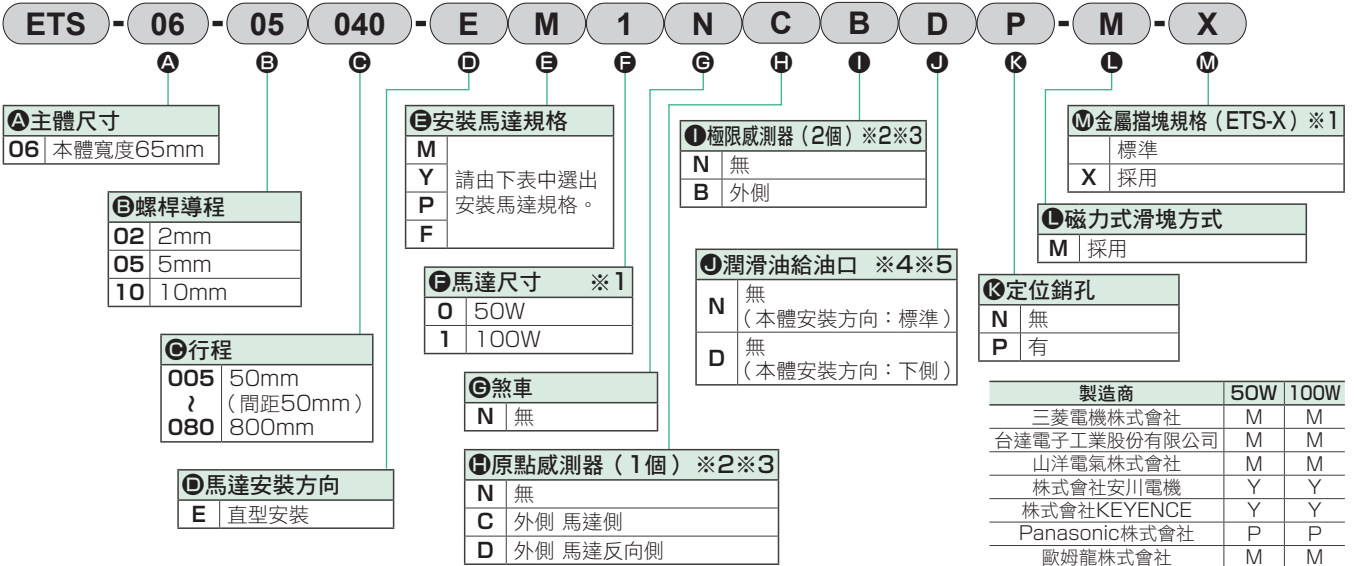 ETS - 06 - 05 040 - E M 1 N C B D P - M - X
A B C D E F G H I J K L M
A主體尺寸
06 本體寬度65mm
B螺桿導程
02 2mm
05 5mm
10 10mm
C行程
005 50mm
≀ (間距50mm)
080 800mm
D馬達安裝方向
E 直型安裝
E安裝馬達規格
M
Y
P
F
請由下表中選出
安裝馬達規格。
F馬達尺寸 ※1
0 50W
1 100W
G煞車
N 無
H原點感測器(1個) ※2※3
N 無
C 外側 馬達側
D 外側 馬達反向側
I極限感測器(2個)※2※3
N 無
B 外側
J潤滑油給油口 ※4※5
N 無
(本體安裝方向:標準)
D 無
(本體安裝方向:下側)
K定位銷孔
N 無
P 有
L磁力式滑塊方式
M 採用
M金屬擋塊規格(ETS-X)※1
標準
X 採用
製造商 50W 100W
三菱電機株式會社 M M
台達電子工業股份有限公司 M M
山洋電氣株式會社 M M
株式會社安川電機 Y Y
株式會社KEYENCE Y Y
Panasonic株式會社 P P
歐姆龍株式會社 M M